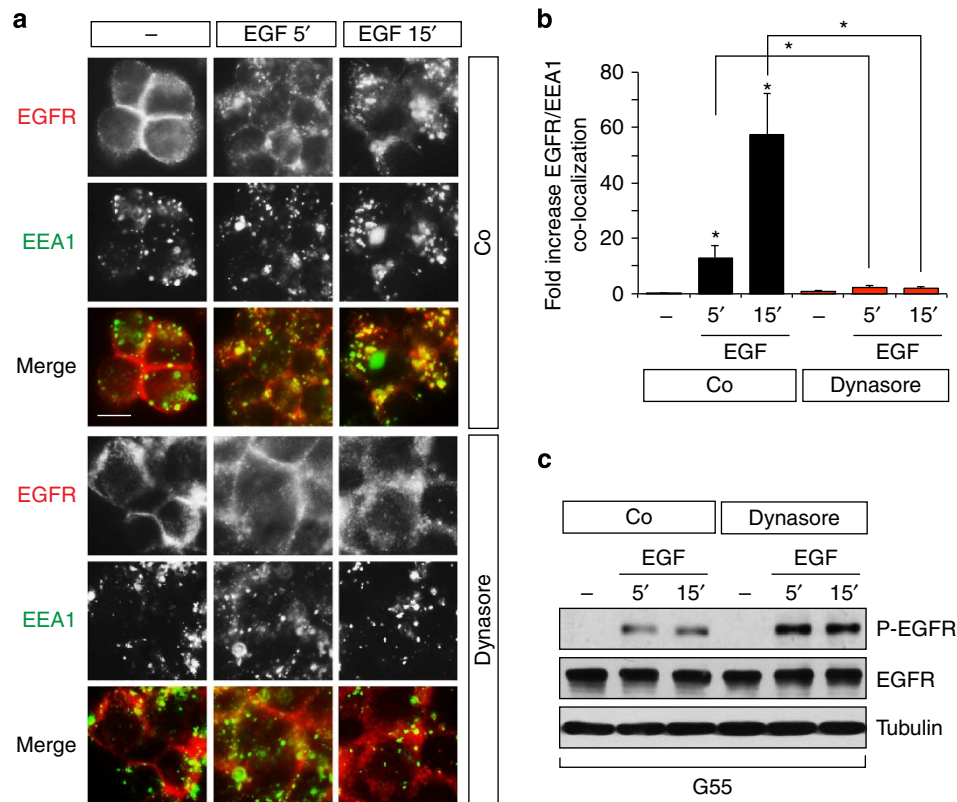 a
–
EGF 5′
EGF 15′
EGFR
EEA1
Merge
Co
EGFR
EEA1
Merge
Dynasore
b
Fold increase EGFR/EEA1
co-localization
80
60
40
20
0
*
*
*
*
–
5′
15′
–
5′
15′
EGF
EGF
Co
Dynasore
c
Co
Dynasore
EGF
EGF
–
5′
15′
–
5′
15′
P-EGFR
EGFR
Tubulin
G55